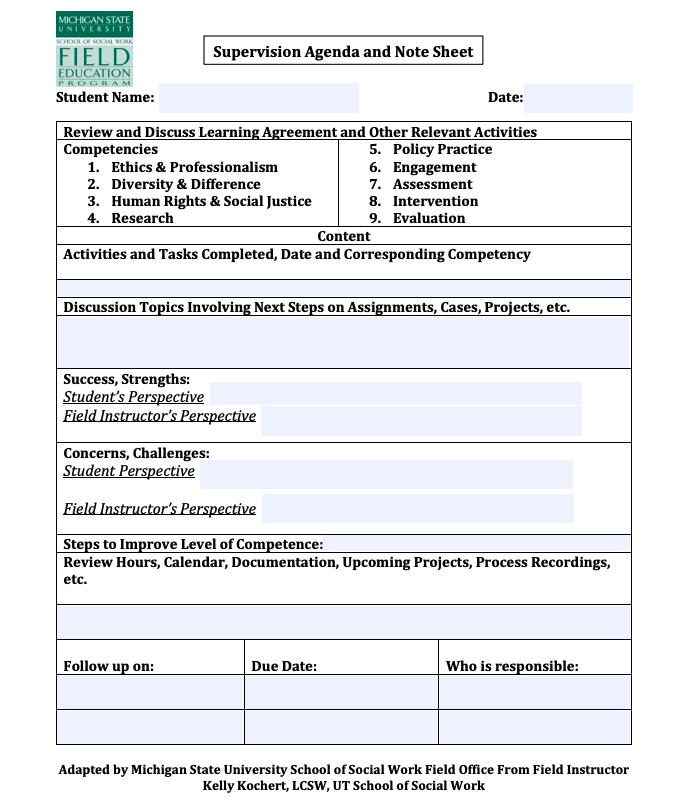 MICHIGAN STATE
UNIVERSITY
SCHOOL OF SOCIAL WORK
FIELD
EDUCATION
PROGRAM
Supervision Agenda and Note Sheet
Student Name:
Date:
Review and Discuss Learning Agreement and Other Relevant Activities
Competencies
1. Ethics & Professionalism
2. Diversity & Difference
3. Human Rights & Social Justice
4. Research
5. Policy Practice
6. Engagement
7. Assessment
8. Intervention
9. Evaluation
Content
Activities and Tasks Completed, Date and Corresponding Competency
Discussion Topics Involving Next Steps on Assignments, Cases, Projects, etc.
Success, Strengths:
Student's Perspective
Field Instructor's Perspective
Concerns, Challenges:
Student Perspective
Field Instructor's Perspective
Steps to Improve Level of Competence:
Review Hours, Calendar, Documentation, Upcoming Projects, Process Recordings,
etc.
Follow up on:
Due Date:
Who is responsible:
Adapted by Michigan State University School of Social Work Field Office From Field Instructor
Kelly Kochert, LCSW, UT School of Social Work